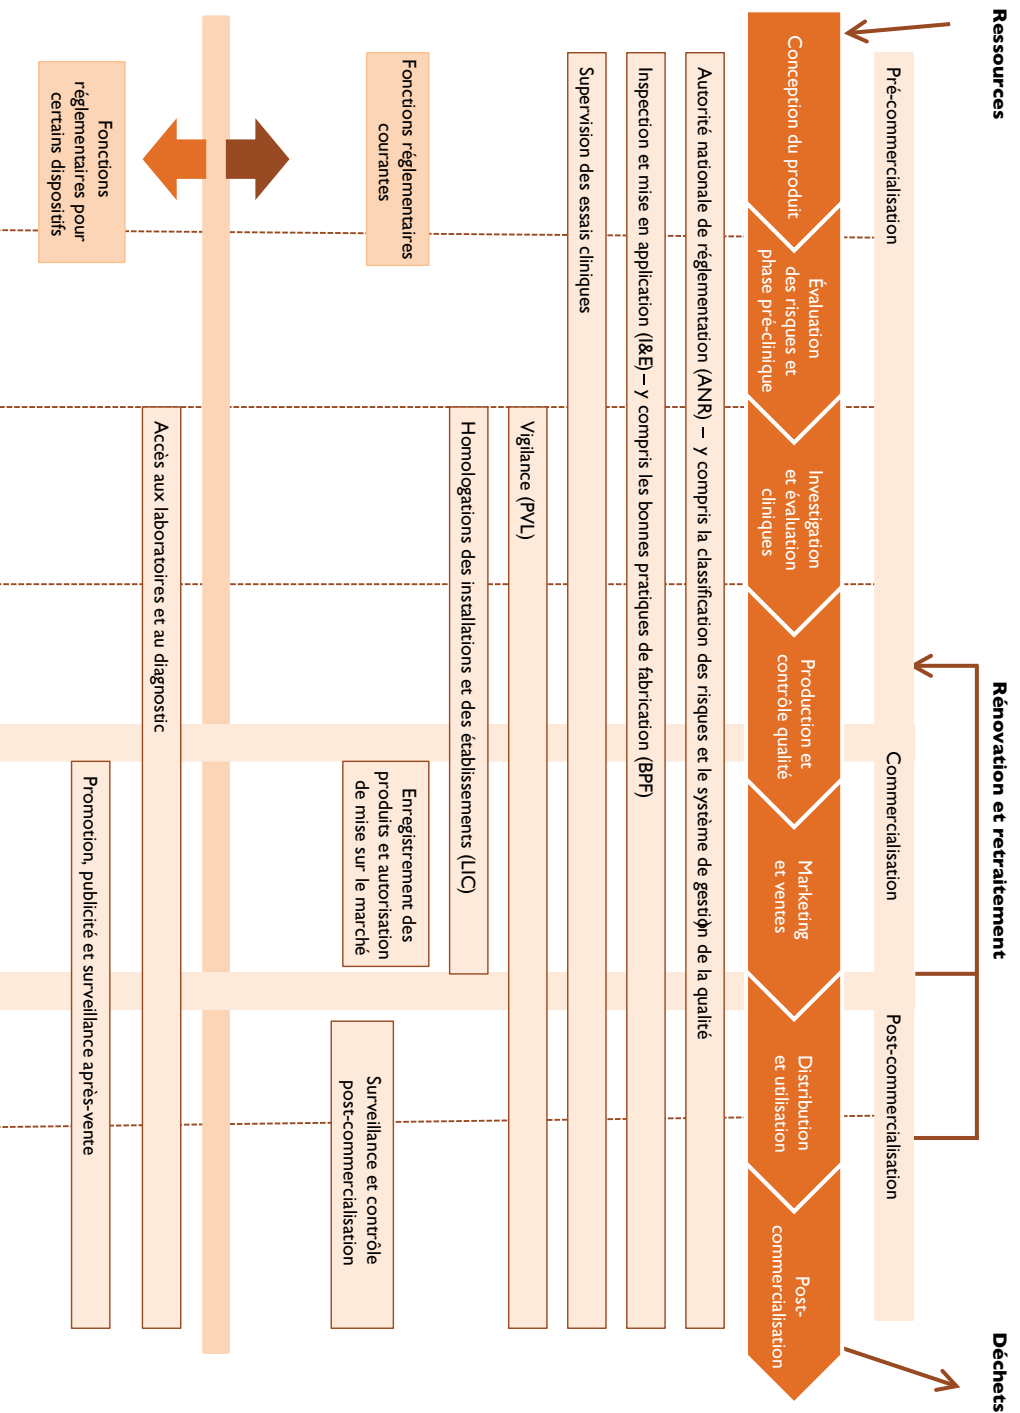 Ressources
Rénovation et retraitement
Déchets
Pré-commercialisation
Commercialisation
Post-commercialisation
Conception du produit
Évaluation
des risques et
phase pré-clinique
Investigation
et évaluation
cliniques
Production et
contrôle qualité
Marketing
et ventes
Distribution
et utilisation
Post-
commercialisation
Autorité nationale de réglementation (ANR) – y compris la classification des risques et le système de gestion de la qualité
Inspection et mise en application (I&E) – y compris les bonnes pratiques de fabrication (BPF)
Supervision des essais cliniques
Vigilance (PVL)
Homologations des installations et des établissements (LIC)
Fonctions réglementaires
courantes
Enregistrement des
produits et autorisation
de mise sur le marché
Surveillance et contrôle
post-commercialisation
Accès aux laboratoires et au diagnostic
Fonctions
réglementaires pour
certains dispositifs
Promotion, publicité et surveillance après-vente